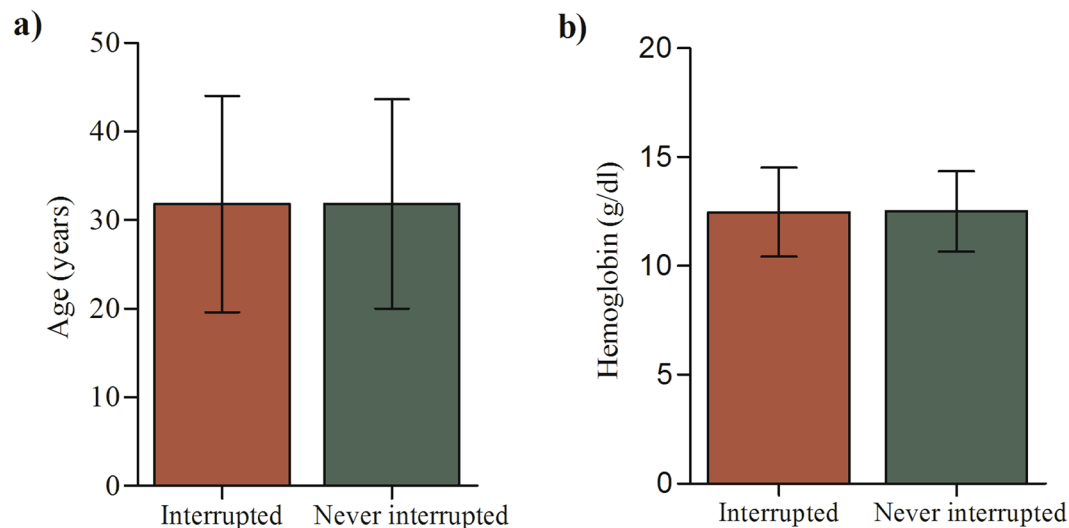 a)
Age (years)
50
40
30
20
10
0
Interrupted
Never interrupted
b)
Hemoglobin (g/dl)
20
15
10
5
0
Interrupted
Never interrupted